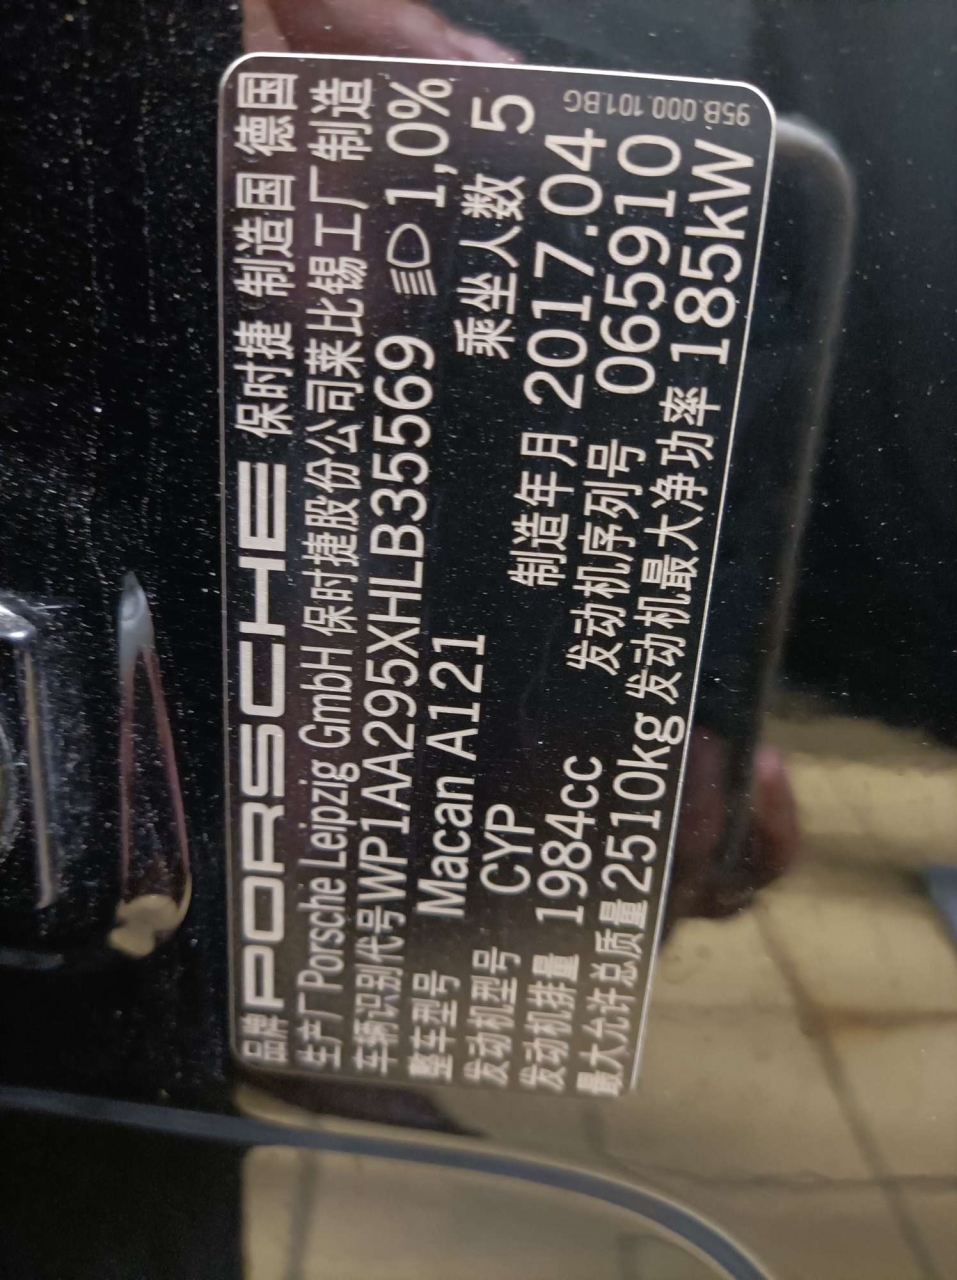 95B.000.101.BG
品牌 PORSCHE 保时捷 制造国 德国
生产厂 Porsche Leipzig GmbH 保时捷股份公司莱比锡工厂 制造
车辆识别代号 WP1AA295XHLB35569 1,0%
整车型号 Macan A121 乘坐人数 5
发动机型号 CYP 制造年月 2017.04
发动机排量 1984cc 发动机序列号 065910
最大允许总质量 2510kg 发动机最大净功率 185kW